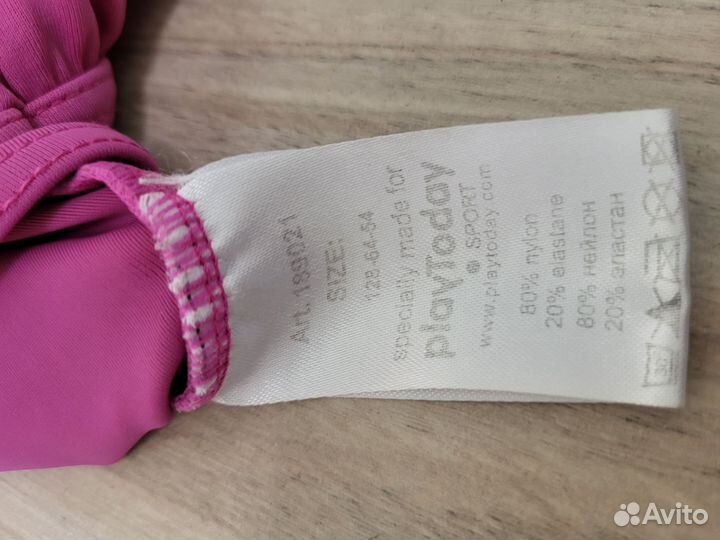 Art. 189021
SIZE:
128-64-54
specially made for
playToday
SPORT
www.playtoday.com
80% nylon
20% elastane
80% нейлон
20% эластан
30
Avito